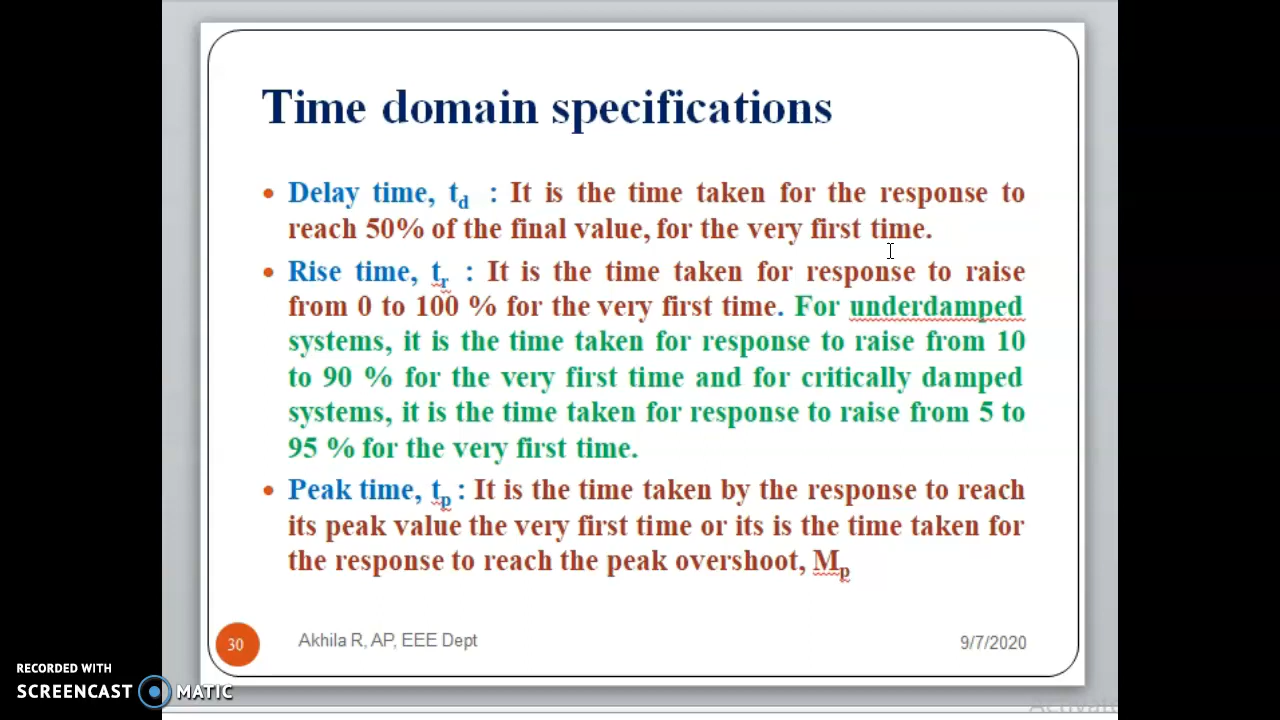 Time domain specifications
• Delay time, td : It is the time taken for the response to
reach 50% of the final value, for the very first time.
• Rise time, tr : It is the time taken for response to raise
from 0 to 100 % for the very first time. For underdamped
systems, it is the time taken for response to raise from 10
to 90 % for the very first time and for critically damped
systems, it is the time taken for response to raise from 5 to
95 % for the very first time.
• Peak time, tp : It is the time taken by the response to reach
its peak value the very first time or its is the time taken for
the response to reach the peak overshoot, Mp
30
Akhila R, AP, EEE Dept
9/7/2020
RECORDED WITH
SCREENCAST MATIC